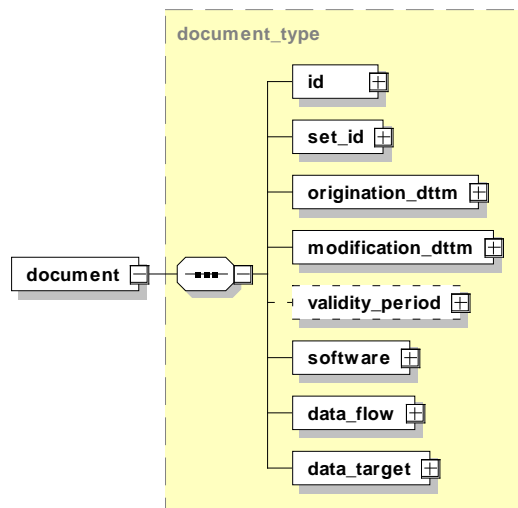 document_type
id
set_id
origination_dttm
modification_dttm
document
validity_period
software
data_flow
data_target